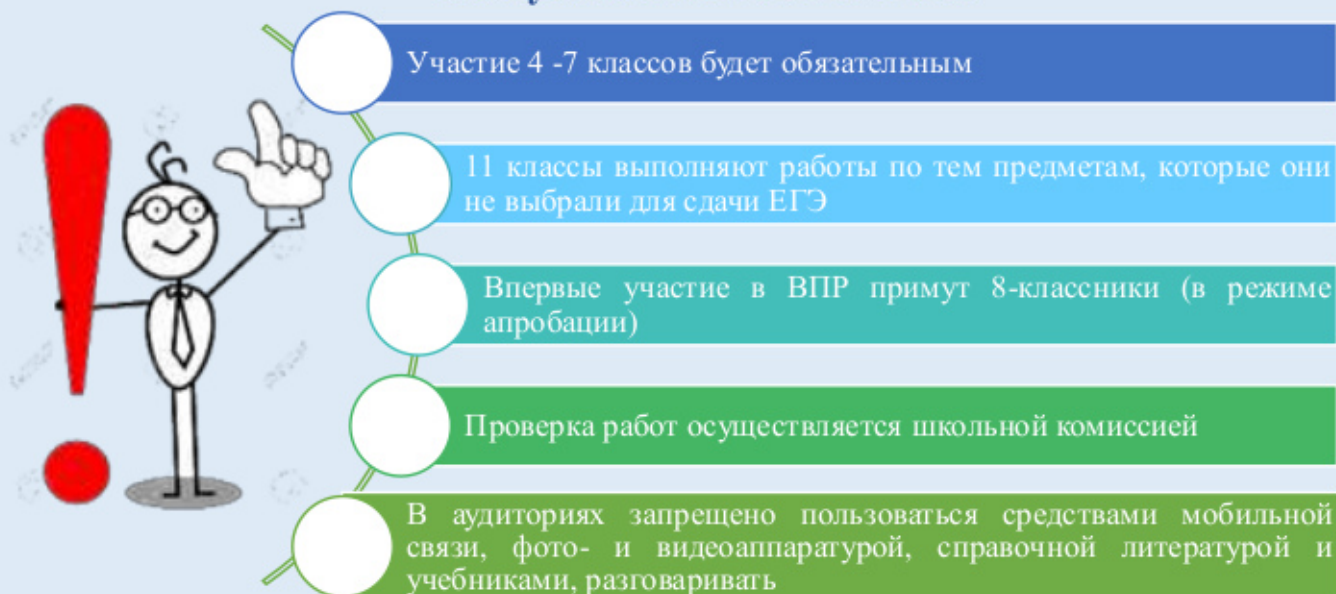 Участие 4 -7 классов будет обязательным
11 классы выполняют работы по тем предметам, которые они
не выбрали для сдачи ЕГЭ
Впервые участие в ВПР примут 8-классники (в режиме
апробации)
Проверка работ осуществляется школьной комиссией
В аудиториях запрещено пользоваться средствами мобильной
связи, фото- и видеоаппаратурой, справочной литературой и
учебниками, разговаривать